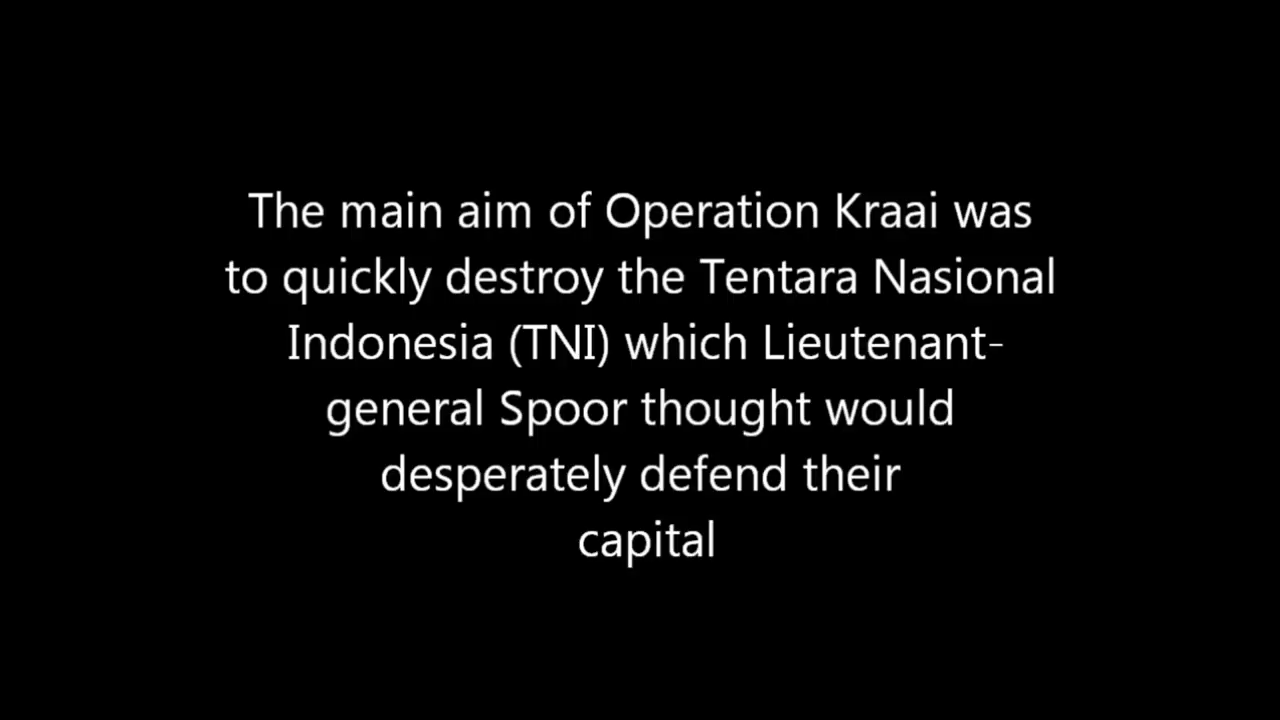 The main aim of Operation Kraai was
to quickly destroy the Tentara Nasional
Indonesia (TNI) which Lieutenant-
general Spoor thought would
desperately defend their
capital